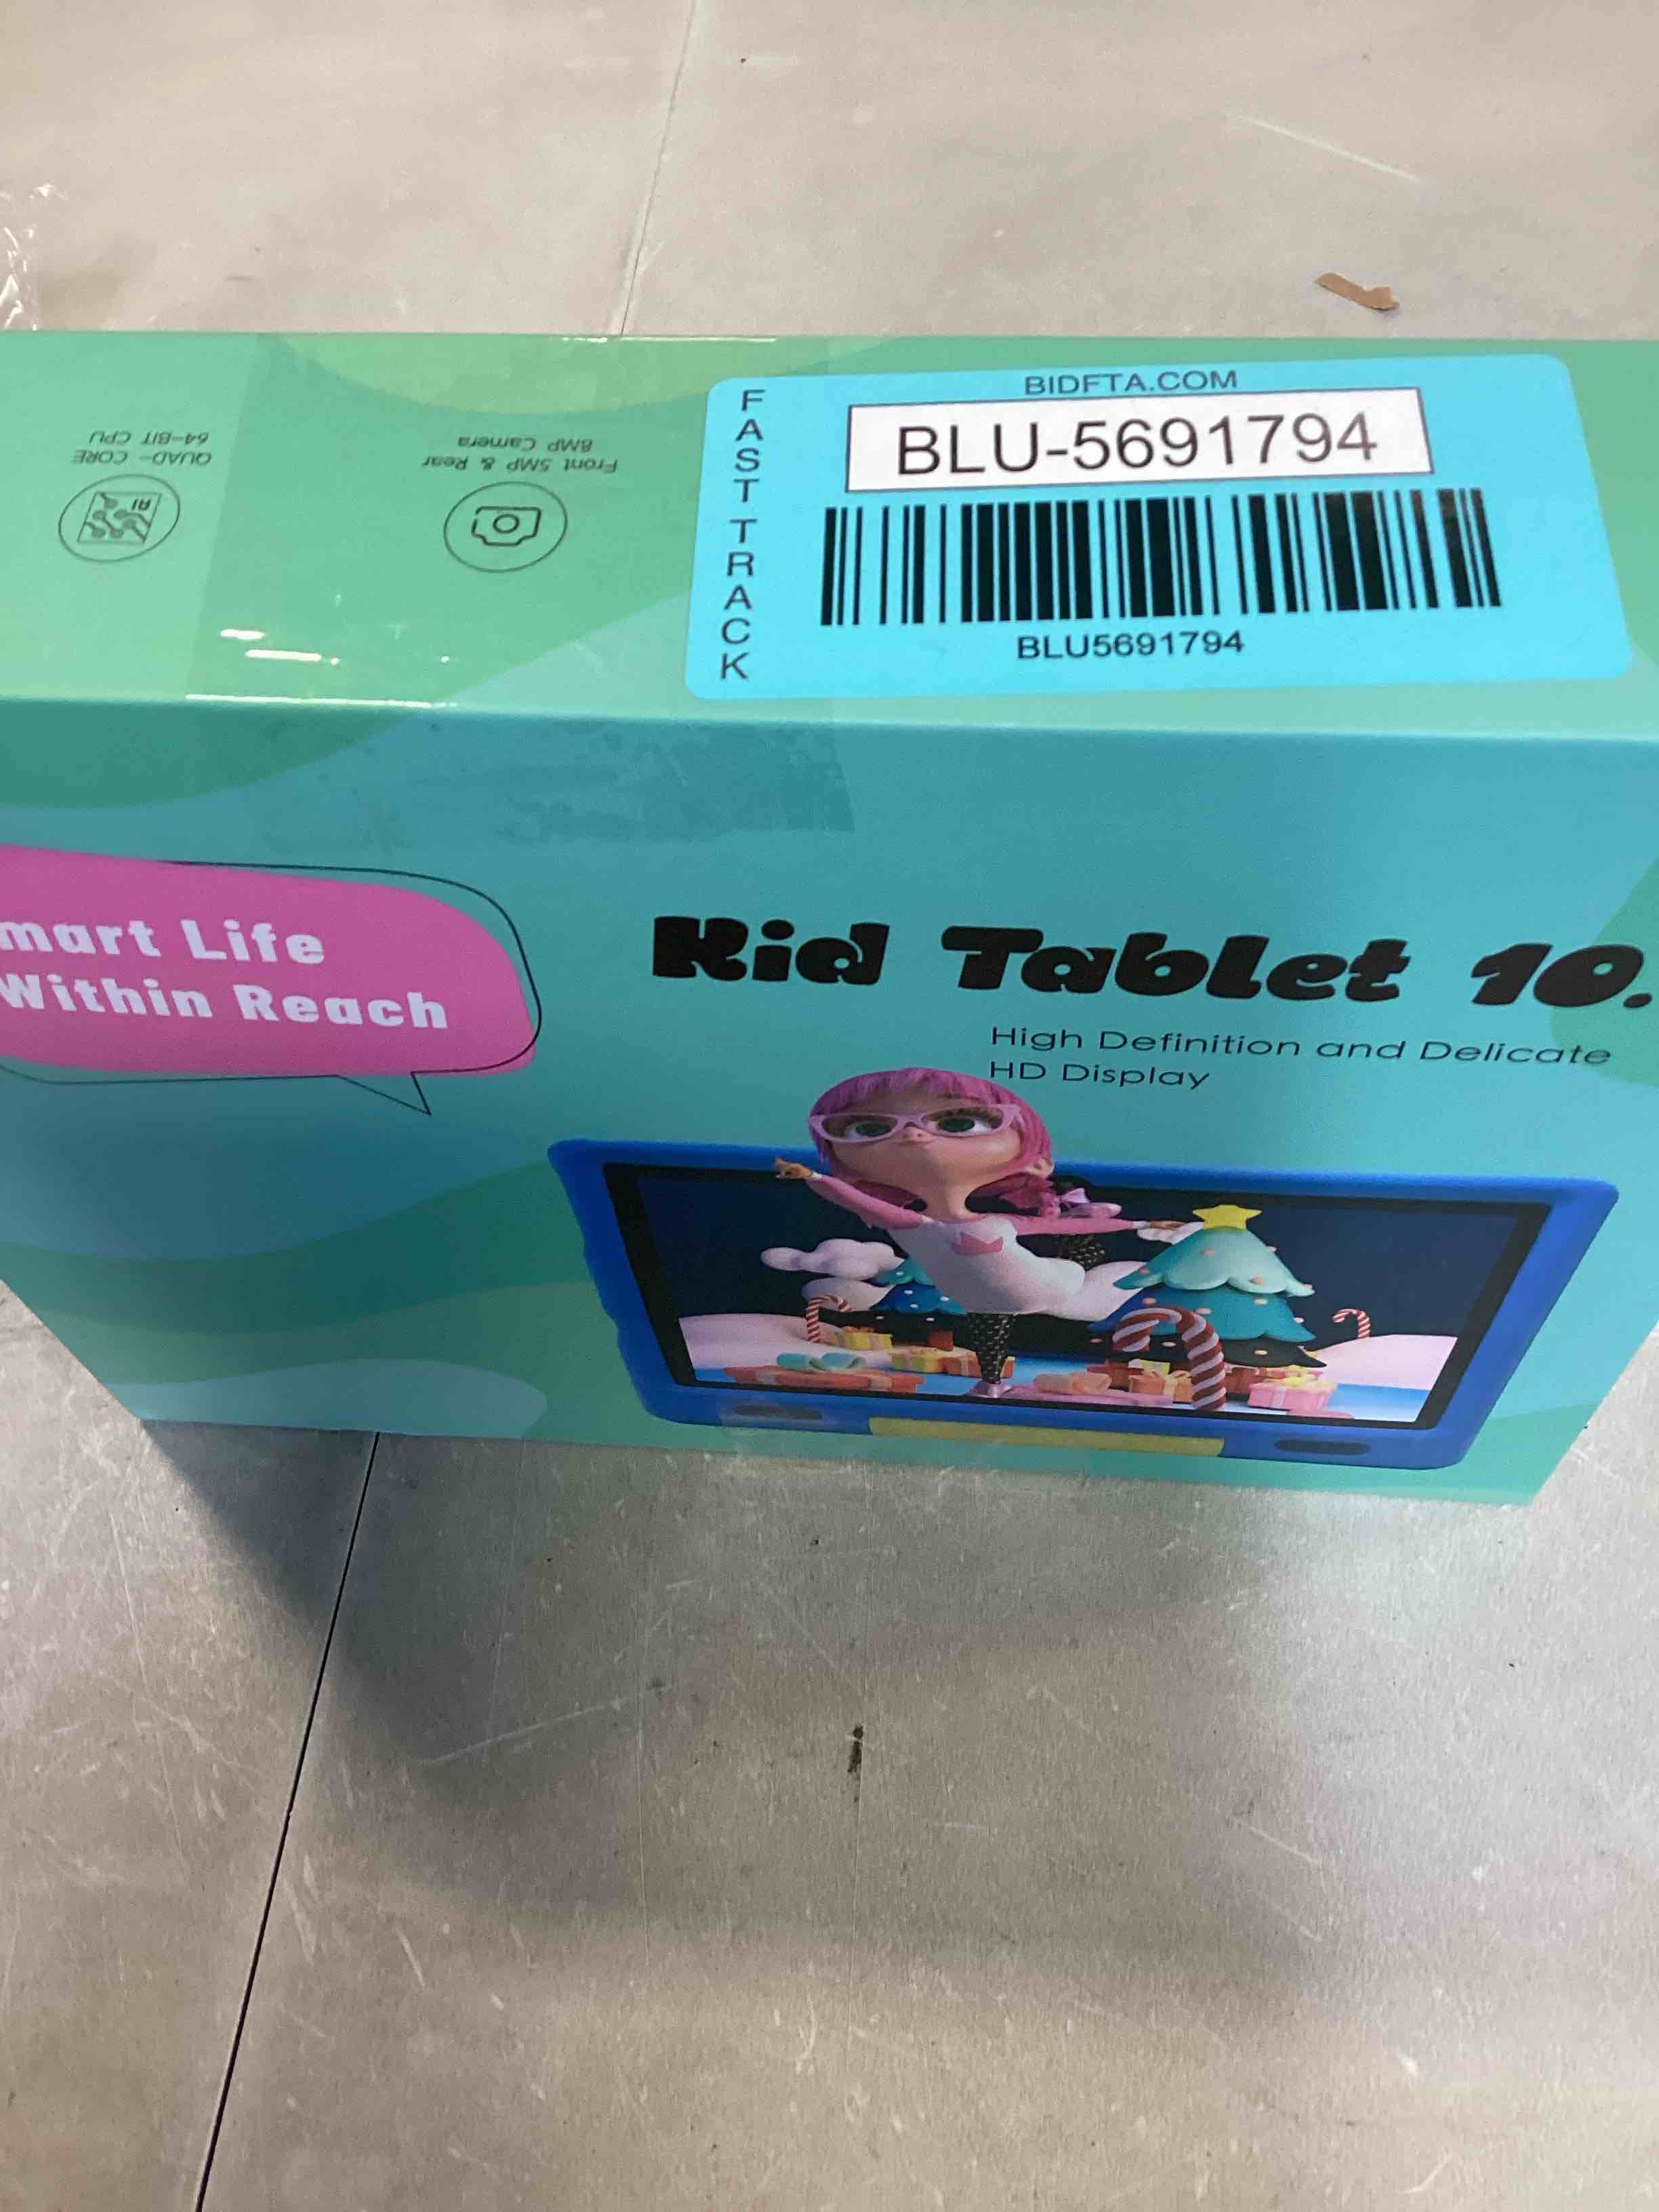 QUAD-CORE
64-BIT CPU
AI
Front 5MP & Rear
8MP Camera
FAST TRACK
BIDFTA.COM
BLU-5691794
BLU5691794
mart Life
Within Reach
Kid Tablet 10.
High Definition and Delicate
HD Display